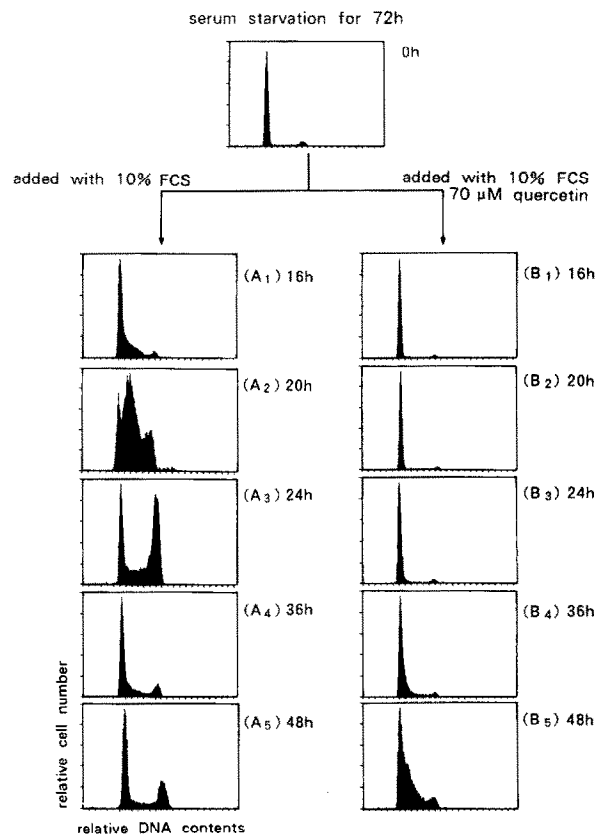 serum starvation for 72h
0h
added with 10% FCS
added with 10% FCS
70 µM quercetin
(A1) 16h
(B1) 16h
(A2) 20h
(B2) 20h
(A3) 24h
(B3) 24h
(A4) 36h
(B4) 36h
(A5) 48h
(B5) 48h
relative cell number
relative DNA contents